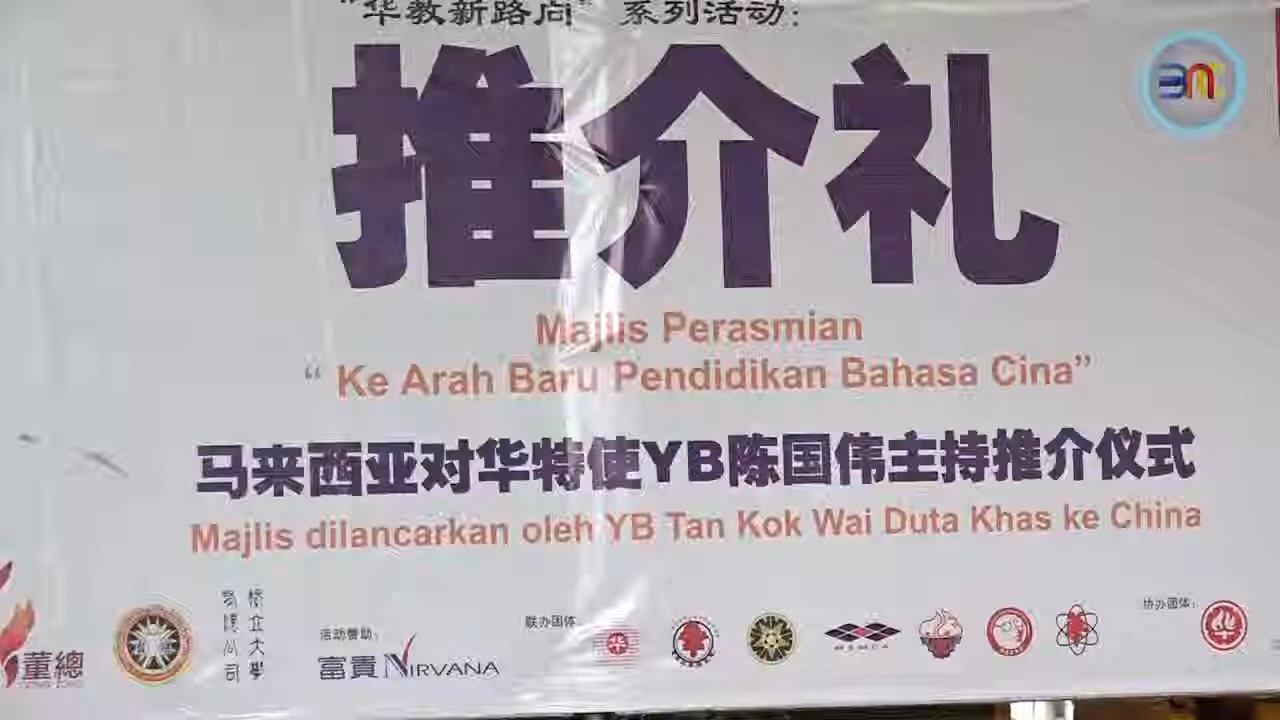 “华教新路向”系列活动：
推介礼
Majlis Perasmian
“ Ke Arah Baru Pendidikan Bahasa Cina”
马来西亚对华特使YB陈国伟主持推介仪式
Majlis dilancarkan oleh YB Tan Kok Wai Duta Khas ke China
董總
活动赞助：
富貴 NIRVANA
联办团体
华
协办团体：